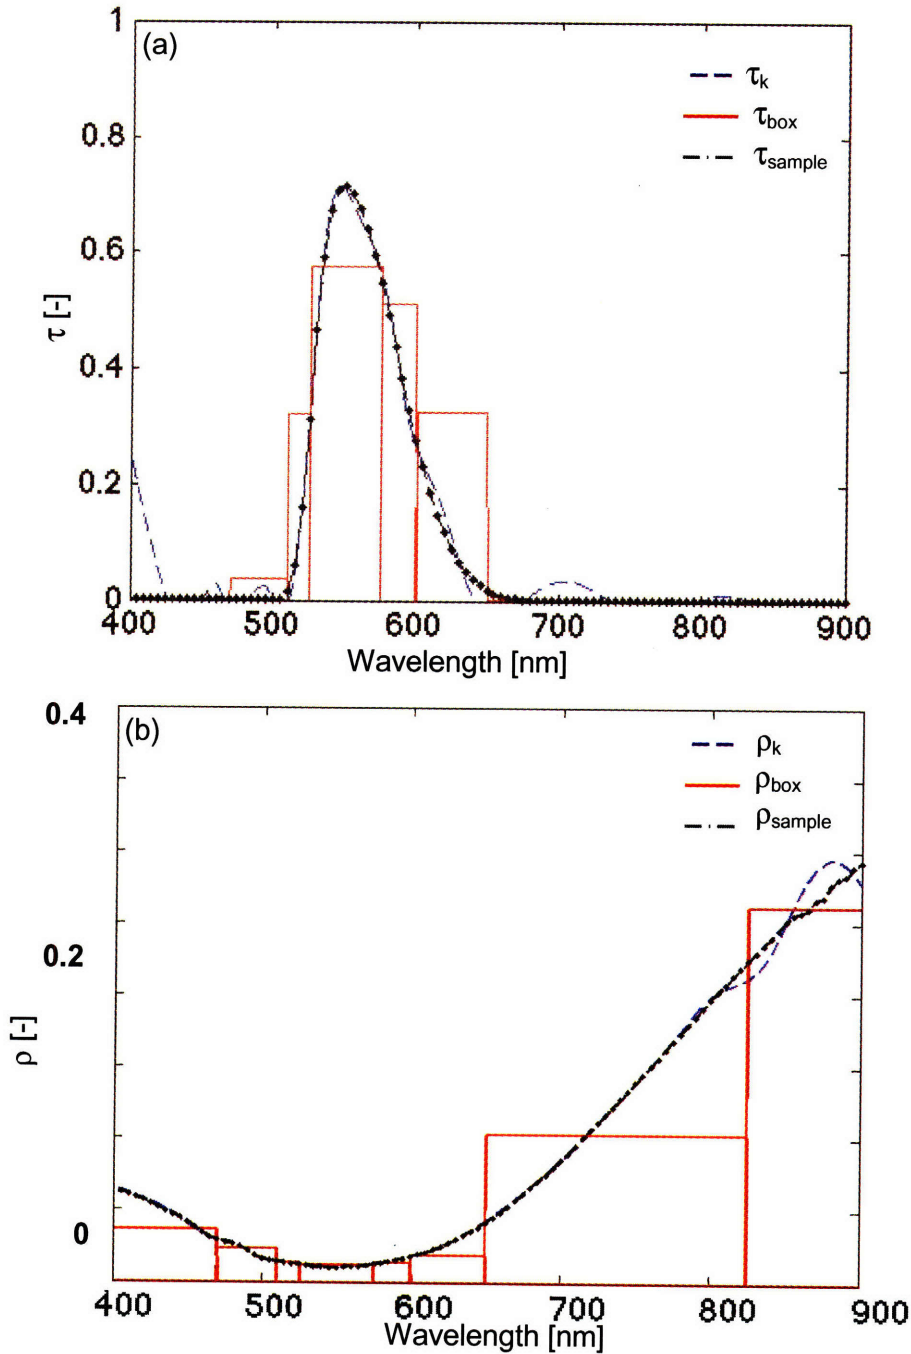 1
(a)
τk
τbox
τsample
0.8
0.6
τ [-]
0.4
0.2
0
400 500 600 700 800 900
Wavelength [nm]
0.4
(b)
ρk
ρbox
ρsample
0.2
ρ [-]
0
400 500 600 700 800 900
Wavelength [nm]